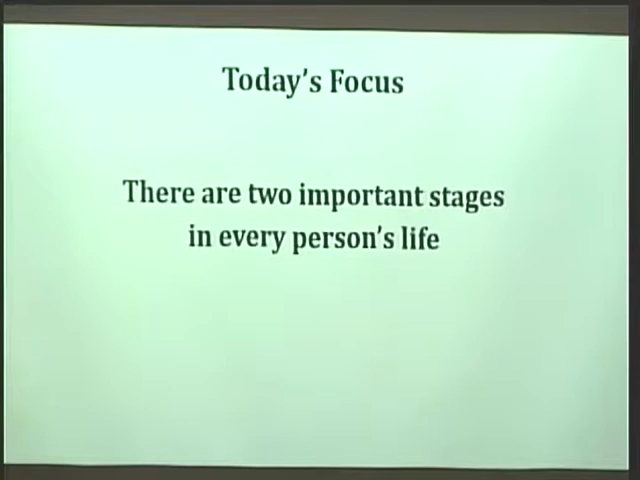 Today's Focus
There are two important stages
in every person's life